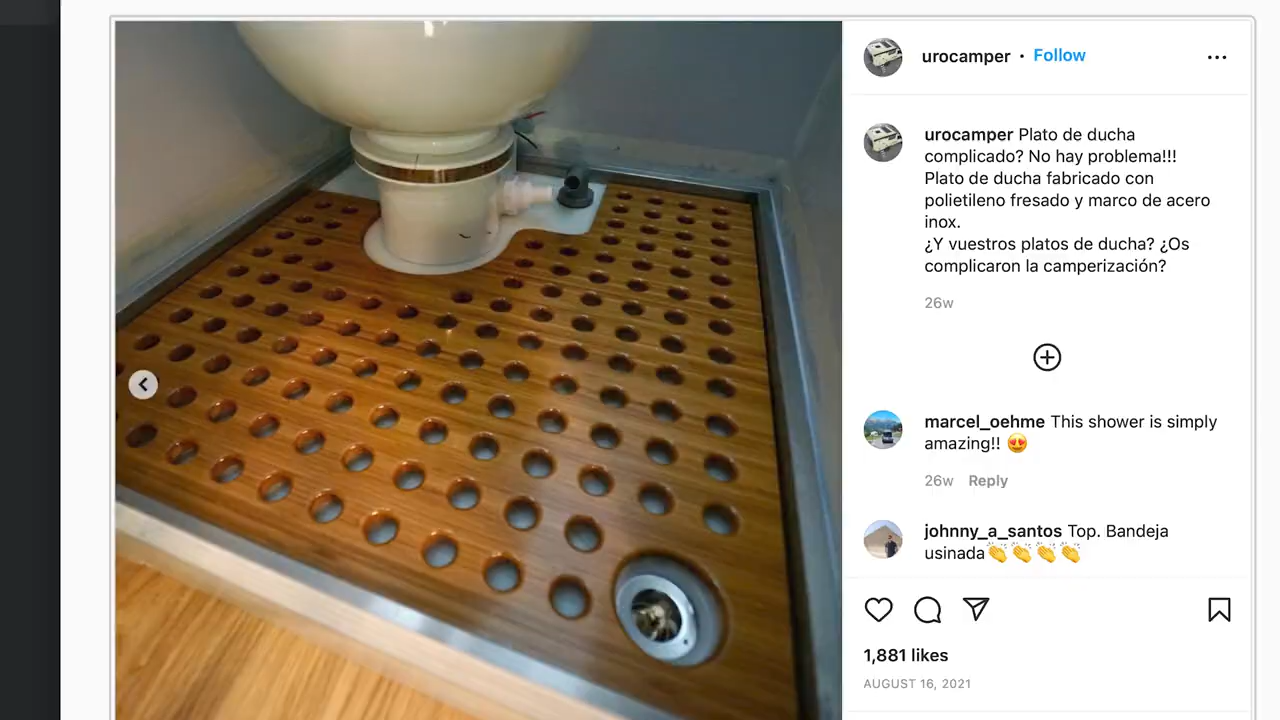 urocamper • Follow
urocamper Plato de ducha
complicado? No hay problema!!!
Plato de ducha fabricado con
polietileno fresado y marco de acero
inox.
¿Y vuestros platos de ducha? ¿Os
complicaron la camperización?
26w
marcel_oehme This shower is simply
amazing!! 😍
26w Reply
johnny_a_santos Top. Bandeja
usinada👏👏👏👏
1,881 likes
AUGUST 16, 2021